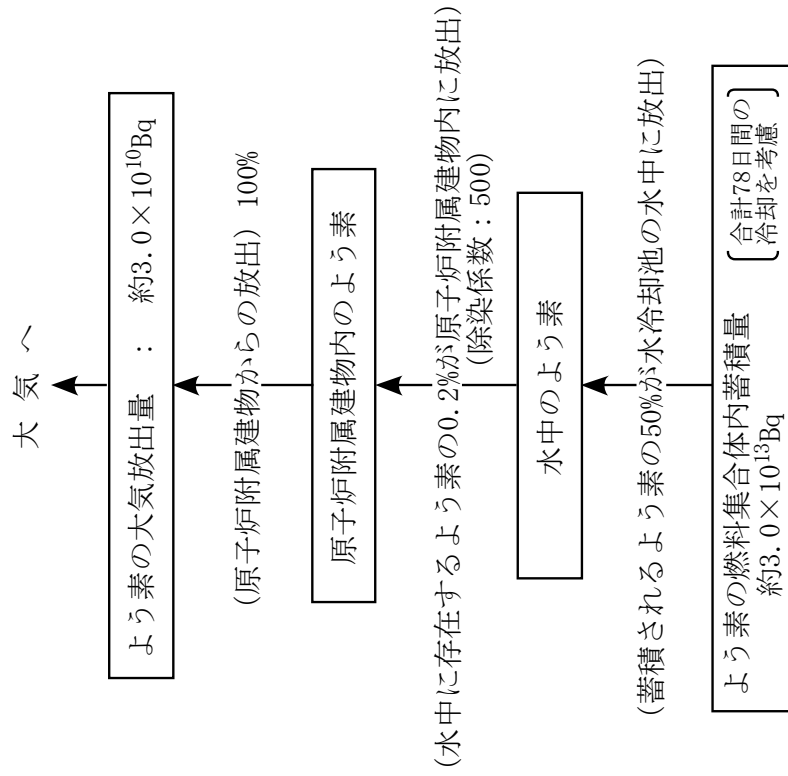 大 気 へ
よう素の大気放出量 : 約3.0×10¹⁰Bq
(原子炉附属建物からの放出) 100%
原子炉附属建物内のよう素
(水中に存在するよう素の0.2%が原子炉附属建物内に放出)
(除染係数:500)
水中のよう素
(蓄積されるよう素の50%が水冷却池の水中に放出)
よう素の燃料集合体内蓄積量
約3.0×10¹³Bq
合計78日間の
冷却を考慮